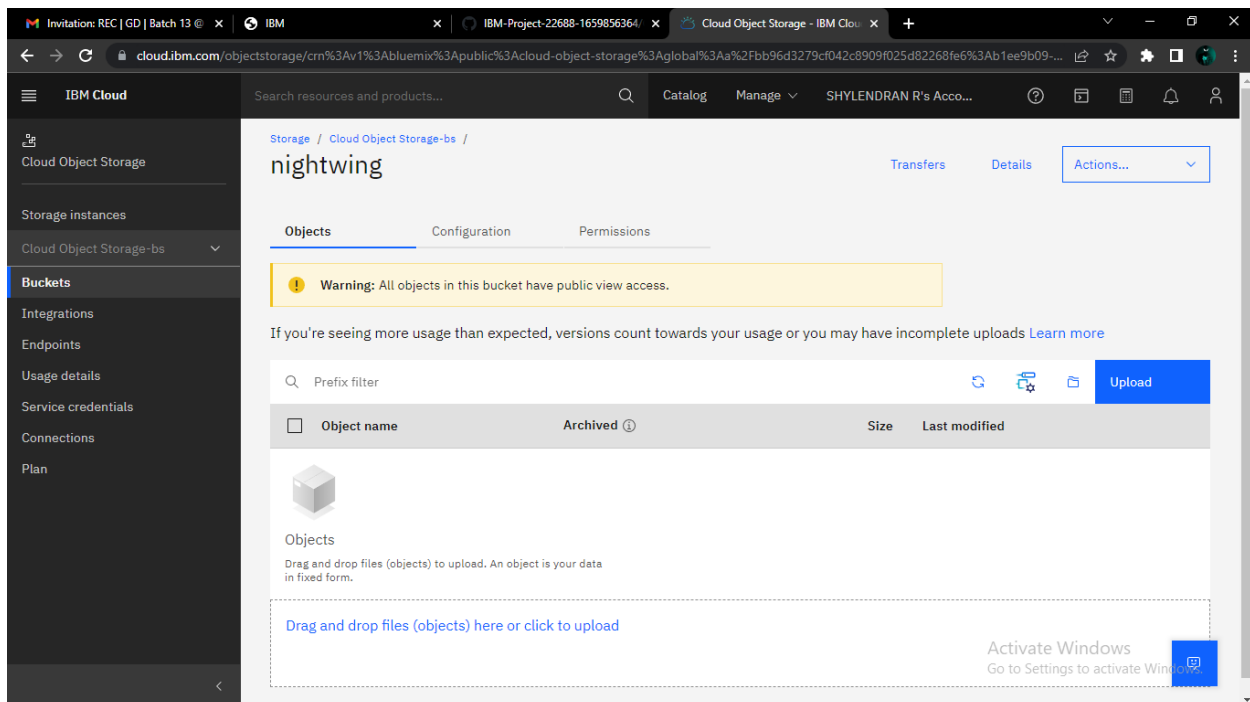 Invitation: REC | GD | Batch 13 @
IBM
IBM-Project-22688-1659856364/
Cloud Object Storage - IBM Clou
cloud.ibm.com/objectstorage/crn%3Av1%3Abluemix%3Apublic%3Acloud-object-storage%3Aglobal%3Aa%2Fbb96d3279cf042c8909f025d82268fe6%3Ab1ee9b09-...
IBM Cloud
Search resources and products...
Catalog
Manage
SHYLENDRAN R's Acco...
Cloud Object Storage
Storage instances
Cloud Object Storage-bs
Buckets
Integrations
Endpoints
Usage details
Service credentials
Connections
Plan
Storage / Cloud Object Storage-bs /
nightwing
Transfers
Details
Actions...
Objects
Configuration
Permissions
Warning: All objects in this bucket have public view access.
If you're seeing more usage than expected, versions count towards your usage or you may have incomplete uploads Learn more
Prefix filter
Upload
Object name
Archived
Size
Last modified
Objects
Drag and drop files (objects) to upload. An object is your data
in fixed form.
Drag and drop files (objects) here or click to upload
Activate Windows
Go to Settings to activate Windows.